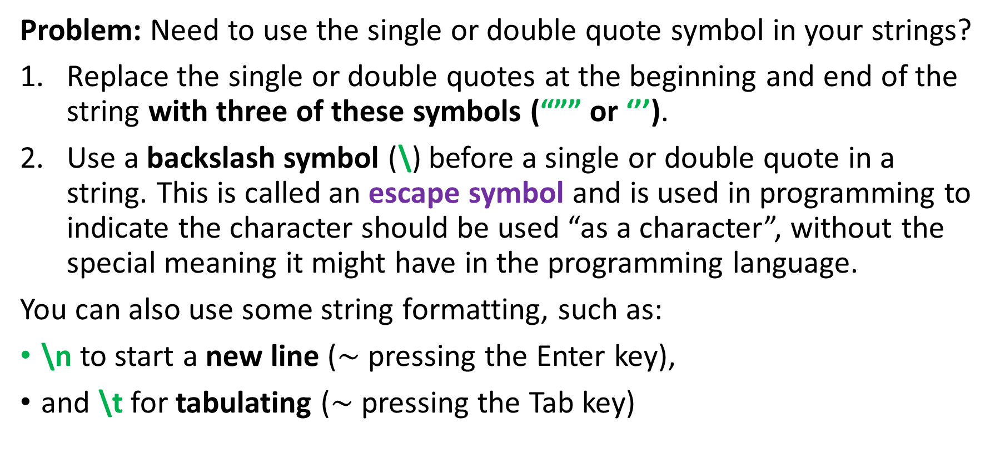 Problem: Need to use the single or double quote symbol in your strings?
1. Replace the single or double quotes at the beginning and end of the
string with three of these symbols (“””” or ‘’’).
2. Use a backslash symbol (\) before a single or double quote in a
string. This is called an escape symbol and is used in programming to
indicate the character should be used “as a character”, without the
special meaning it might have in the programming language.
You can also use some string formatting, such as:
• \n to start a new line (~ pressing the Enter key),
• and \t for tabulating (~ pressing the Tab key)